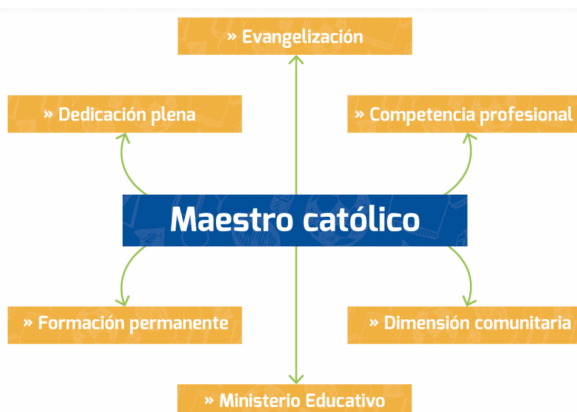 » Evangelización
» Dedicación plena
» Competencia profesional
Maestro católico
» Formación permanente
» Dimensión comunitaria
» Ministerio Educativo